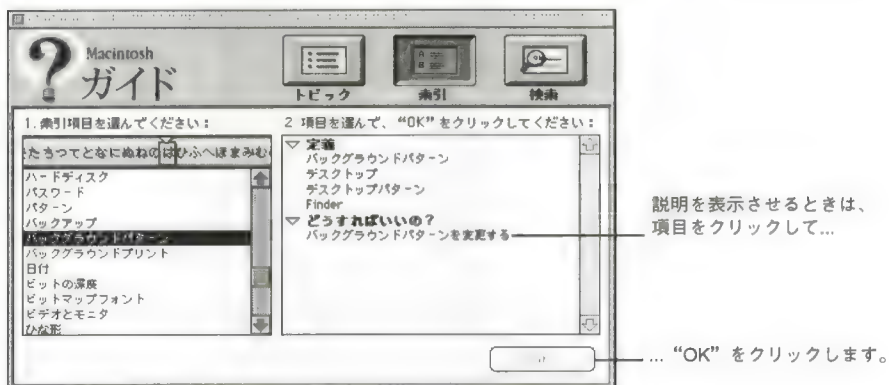 Macintosh
ガイド
トピック
索引
検索
1. 索引項目を選んでください：
たちつてとなにぬねのはひふへほまみむ
ハードディスク
パスワード
パターン
バックアップ
バックグラウンドパターン
バックグラウンドプリント
日付
ビットの深度
ビットマップフォント
ビデオとモニタ
ひな形
2 項目を選んで、“OK”をクリックしてください：
定義
バックグラウンドパターン
デスクトップ
デスクトップパターン
Finder
どうすればいいの？
バックグラウンドパターンを変更する
説明を表示させるときは、
項目をクリックして...
... “OK” をクリックします。